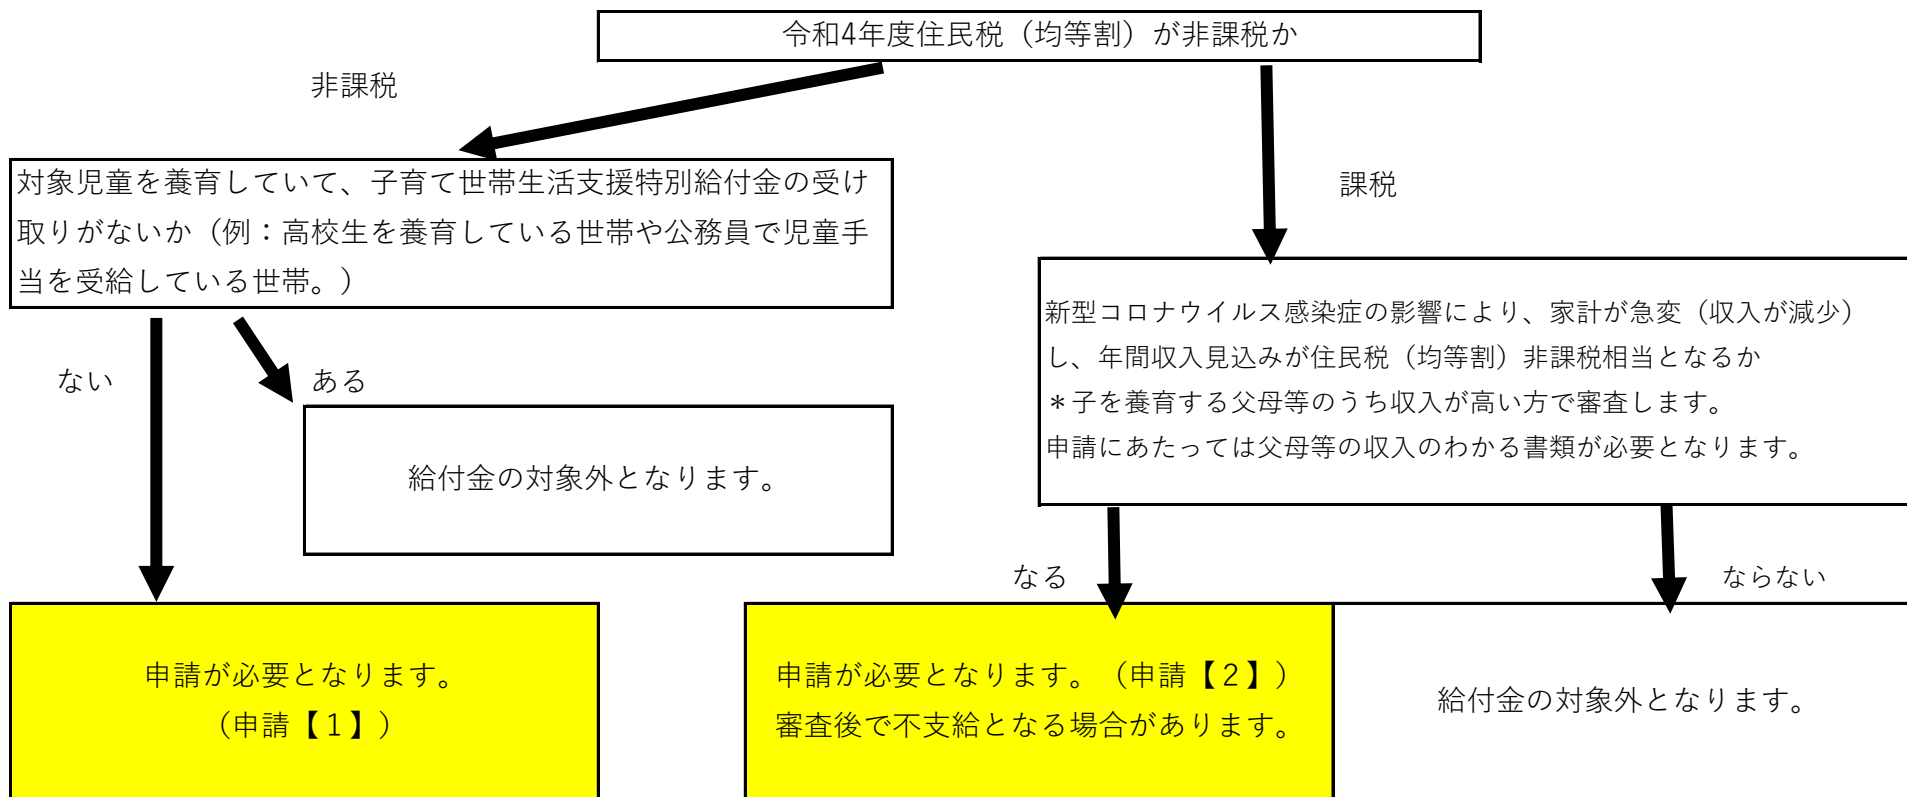 令和4年度住民税（均等割）が非課税か
非課税
課税
対象児童を養育していて、子育て世帯生活支援特別給付金の受け
取りがないか（例：高校生を養育している世帯や公務員で児童手
当を受給している世帯。）
新型コロナウイルス感染症の影響により、家計が急変（収入が減少）
し、年間収入見込みが住民税（均等割）非課税相当となるか
＊子を養育する父母等のうち収入が高い方で審査します。
申請にあたっては父母等の収入のわかる書類が必要となります。
ない
ある
給付金の対象外となります。
なる
ならない
申請が必要となります。
（申請【１】）
申請が必要となります。（申請【２】）
審査後で不支給となる場合があります。
給付金の対象外となります。